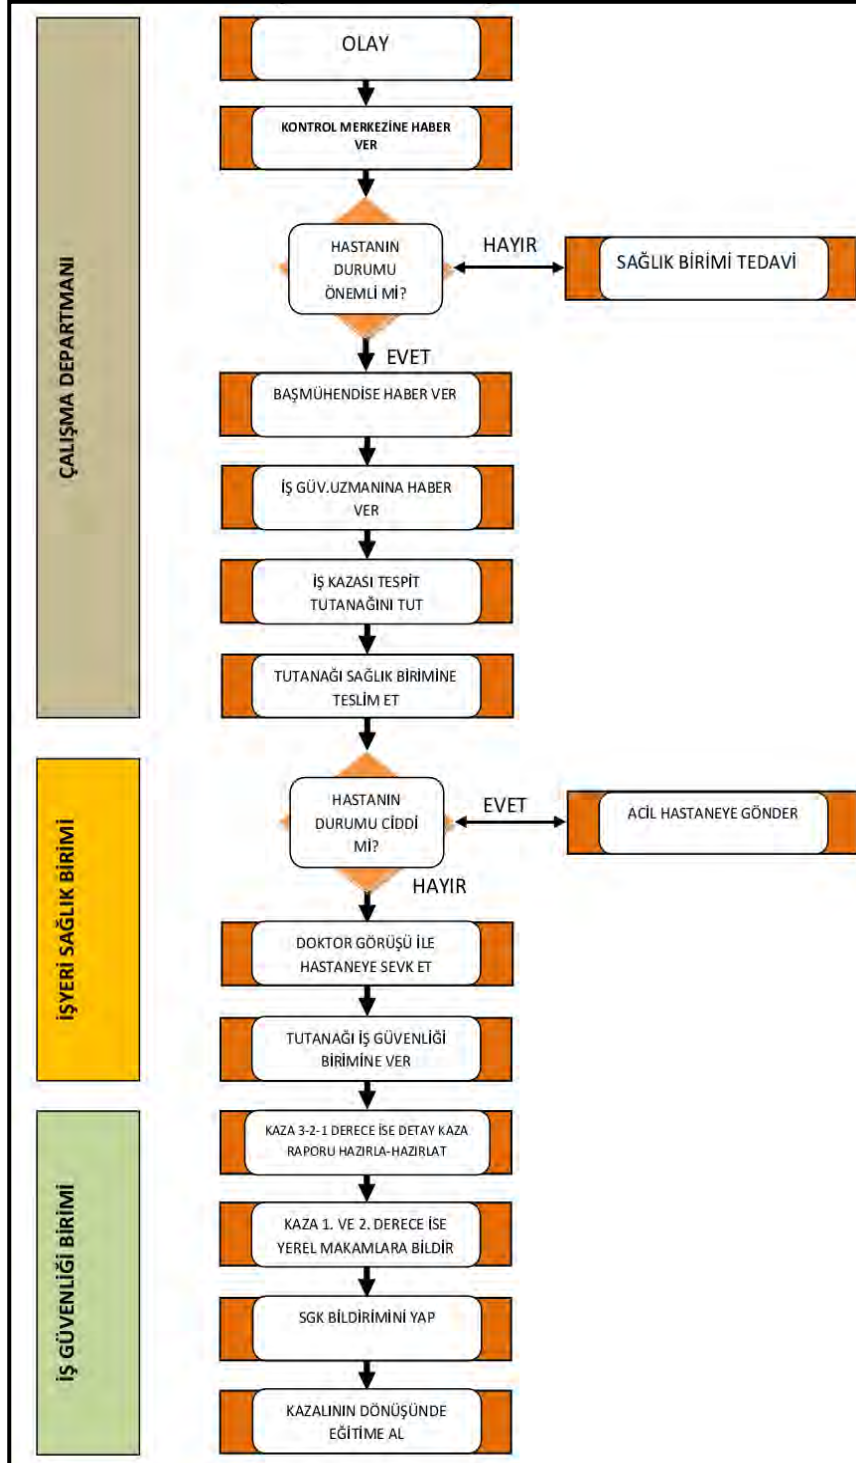 ÇALIŞMA DEPARTMANI
OLAY
KONTROL MERKEZİNE HABER
VER
HASTANIN
DURUMU
ÖNEMLİ Mİ?
HAYIR
SAĞLIK BİRİMİ TEDAVİ
EVET
BAŞMÜHENDİSE HABER VER
İŞ GÜV.UZMANINA HABER
VER
İŞ KAZASI TESPİT
TUTANAĞINI TUT
TUTANAĞI SAĞLIK BİRİMİNE
TESLİM ET
İŞYERİ SAĞLIK BİRİMİ
HASTANIN
DURUMU CİDDİ
Mİ?
EVET
ACİL HASTANEYE GÖNDER
HAYIR
DOKTOR GÖRÜŞÜ İLE
HASTANEYE SEVK ET
TUTANAĞI İŞ GÜVENLİĞİ
BİRİMİNE VER
İŞ GÜVENLİĞİ BİRİMİ
KAZA 3-2-1 DERECE İSE DETAY KAZA
RAPORU HAZIRLA-HAZIRLAT
KAZA 1. VE 2. DERECE İSE
YEREL MAKAMLARA BİLDİR
SGK BİLDİRİMİNİ YAP
KAZALININ DÖNÜŞÜNDE
EĞİTİME AL